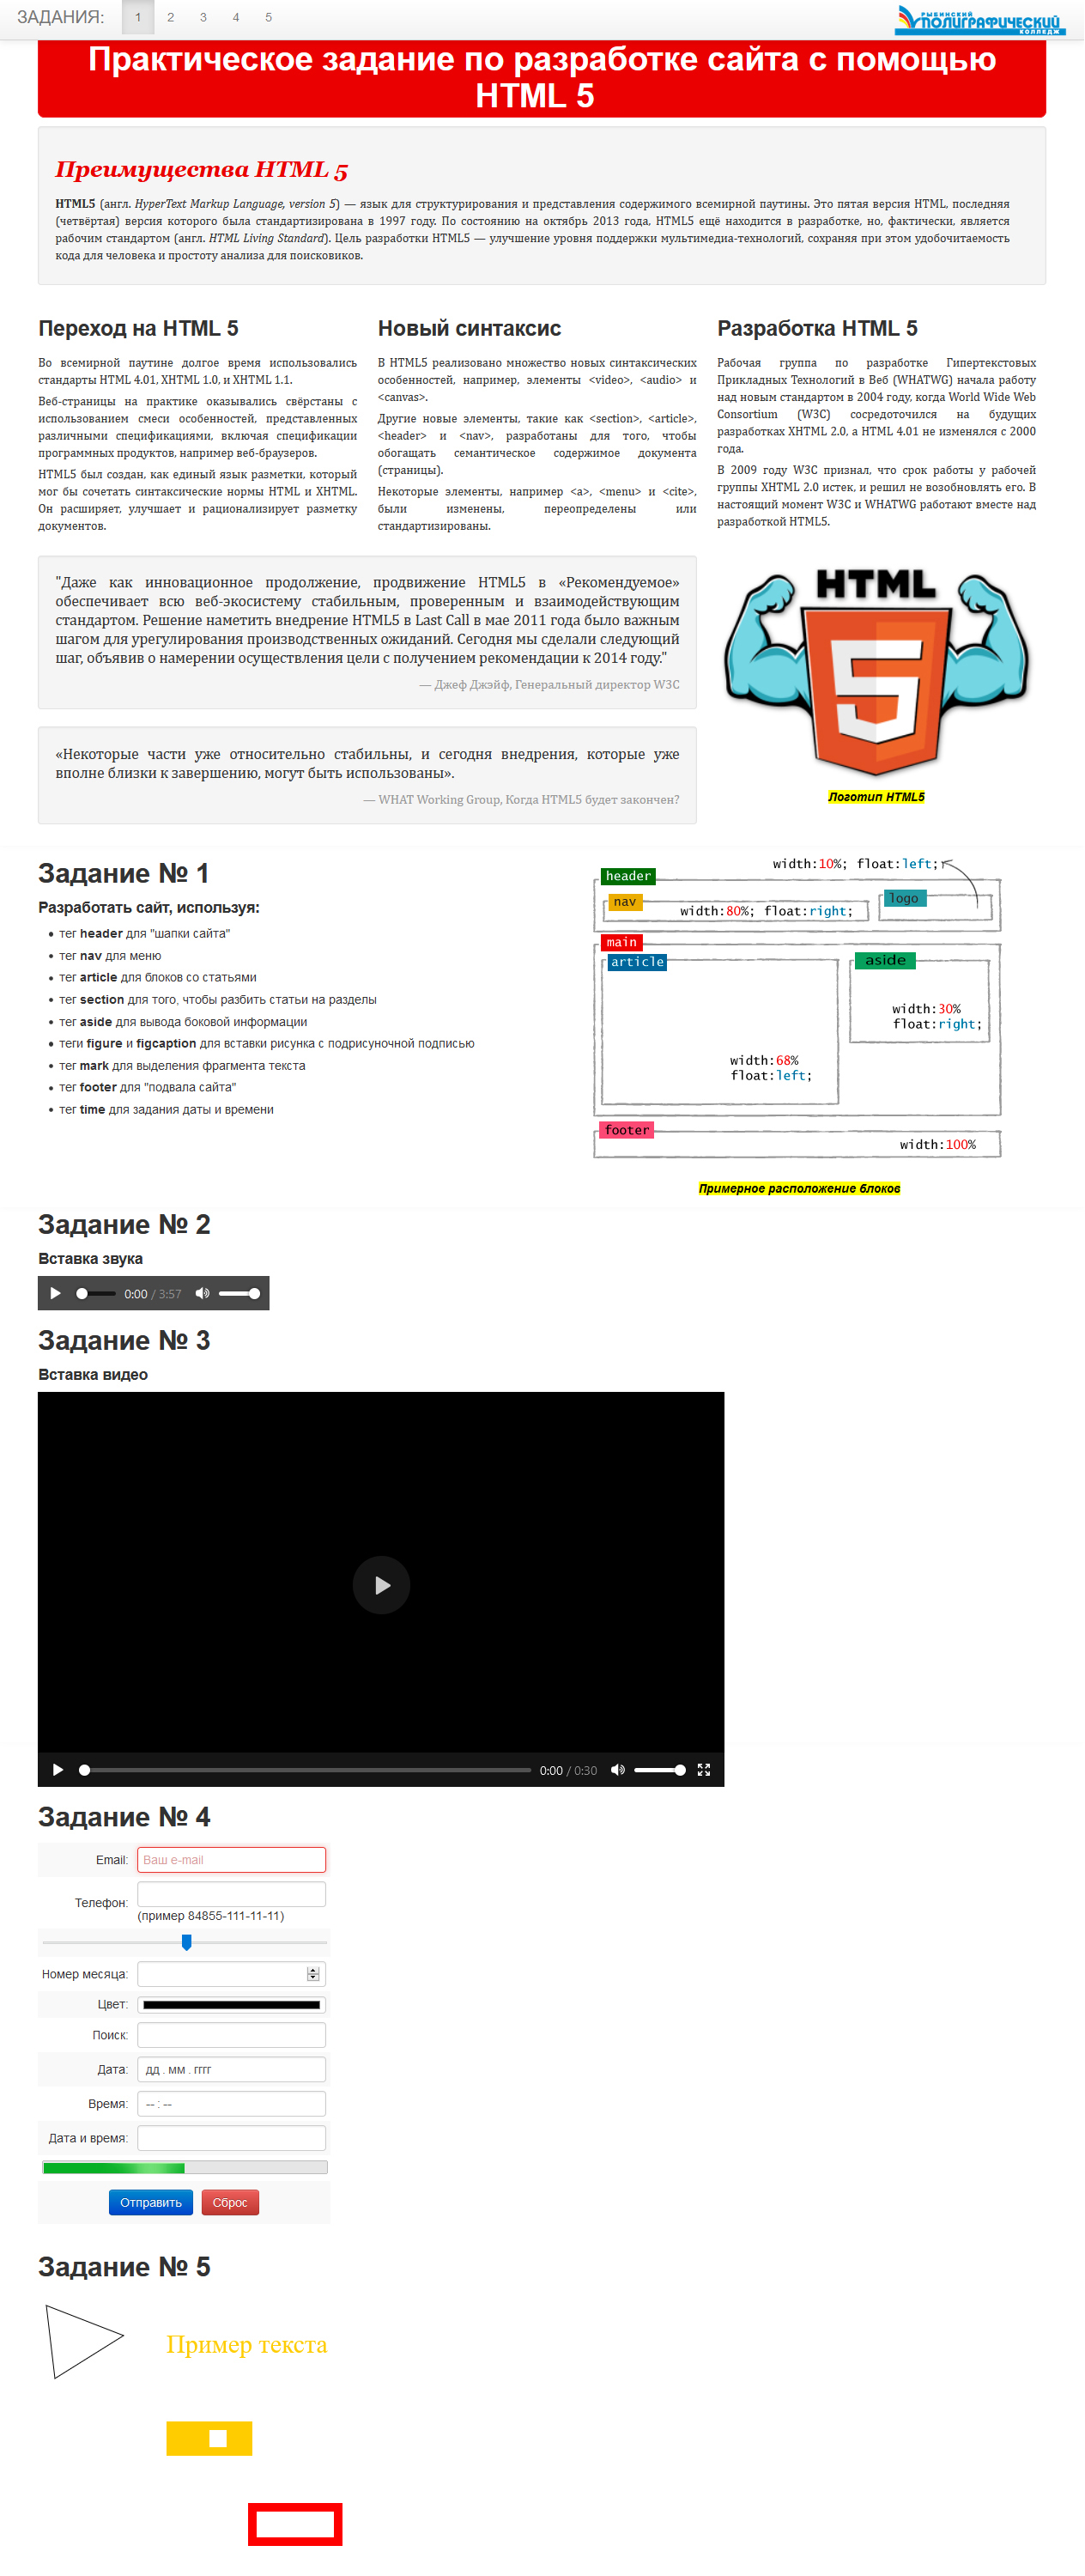 ЗАДАНИЯ: 1 2 3 4 5
РЫБИНСКИЙ
ПОЛИГРАФИЧЕСКИЙ
КОЛЛЕДЖ
Практическое задание по разработке сайта с помощью
HTML 5
Преимущества HTML 5
HTML5 (англ. HyperText Markup Language, version 5) — язык для структурирования и представления содержимого всемирной паутины. Это пятая версия HTML, последняя
(четвёртая) версия которого была стандартизирована в 1997 году. По состоянию на октябрь 2013 года, HTML5 ещё находится в разработке, но, фактически, является
рабочим стандартом (англ. HTML Living Standard). Цель разработки HTML5 — улучшение уровня поддержки мультимедиа-технологий, сохраняя при этом удобочитаемость
кода для человека и простоту анализа для поисковиков.
Переход на HTML 5
Во всемирной паутине долгое время использовались
стандарты HTML 4.01, XHTML 1.0, и XHTML 1.1.
Веб-страницы на практике оказывались свёрстаны с
использованием смеси особенностей, представленных
различными спецификациями, включая спецификации
программных продуктов, например веб-браузеров.
HTML5 был создан, как единый язык разметки, который
мог бы сочетать синтаксические нормы HTML и XHTML.
Он расширяет, улучшает и рационализирует разметку
документов.
Новый синтаксис
В HTML5 реализовано множество новых синтаксических
особенностей, например, элементы <video>, <audio> и
<canvas>.
Другие новые элементы, такие как <section>, <article>,
<header> и <nav>, разработаны для того, чтобы
обогащать семантическое содержимое документа
(страницы).
Некоторые элементы, например <a>, <menu> и <cite>,
были изменены, переопределены или
стандартизированы.
Разработка HTML 5
Рабочая группа по разработке Гипертекстовых
Прикладных Технологий в Веб (WHATWG) начала работу
над новым стандартом в 2004 году, когда World Wide Web
Consortium (W3C) сосредоточился на будущих
разработках XHTML 2.0, а HTML 4.01 не изменялся с 2000
года.
В 2009 году W3C признал, что срок работы у рабочей
группы XHTML 2.0 истек, и решил не возобновлять его. В
настоящий момент W3C и WHATWG работают вместе над
разработкой HTML5.
"Даже как инновационное продолжение, продвижение HTML5 в «Рекомендуемое»
обеспечивает всю веб-экосистему стабильным, проверенным и взаимодействующим
стандартом. Решение наметить внедрение HTML5 в Last Call в мае 2011 года было важным
шагом для урегулирования производственных ожиданий. Сегодня мы сделали следующий
шаг, объявив о намерении осуществления цели с получением рекомендации к 2014 году."
— Джеф Джэйф, Генеральный директор W3C
«Некоторые части уже относительно стабильны, и сегодня внедрения, которые уже
вполне близки к завершению, могут быть использованы».
— WHAT Working Group, Когда HTML5 будет закончен?
HTML
5
Логотип HTML5
Задание № 1
Разработать сайт, используя:
• тег header для "шапки сайта"
• тег nav для меню
• тег article для блоков со статьями
• тег section для того, чтобы разбить статьи на разделы
• тег aside для вывода боковой информации
• теги figure и figcaption для вставки рисунка с подрисуночной подписью
• тег mark для выделения фрагмента текста
• тег footer для "подвала сайта"
• тег time для задания даты и времени
width:10%; float:left;
header
nav
width:80%; float:right;
logo
main
article
width:68%
float:left;
aside
width:30%
float:right;
footer
width:100%
Примерное расположение блоков
Задание № 2
Вставка звука
0:00 / 3:57
Задание № 3
Вставка видео
0:00 / 0:30
Задание № 4
Email: Ваш e-mail
Телефон:
(пример 84855-111-11-11)
Номер месяца:
Цвет:
Поиск:
Дата: дд . мм . гггг
Время: -- : --
Дата и время:
Отправить Сброс
Задание № 5
Пример текста